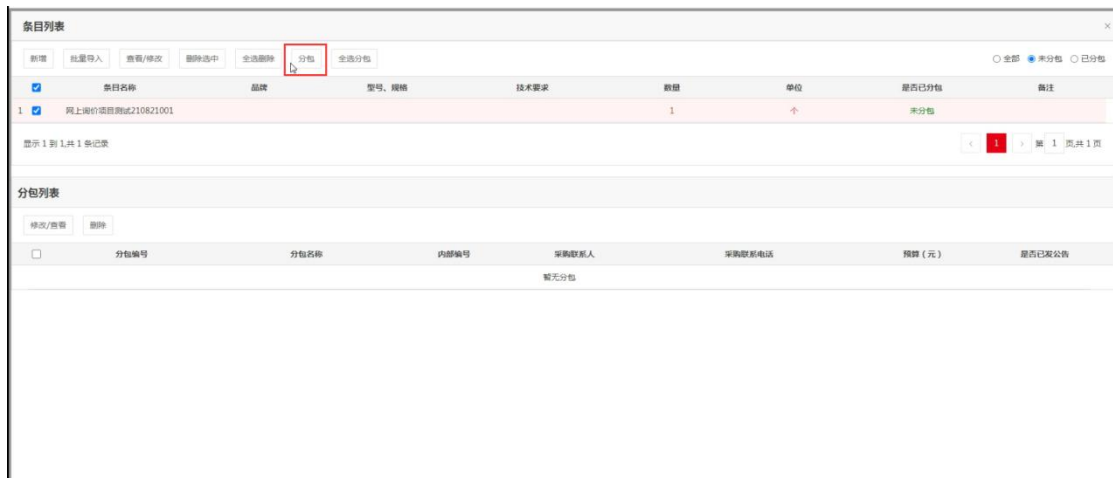 条目列表 ×
新增 批量导入 查看/修改 删除选中 全选删除 分包 全选分包 全部 未分包 已分包
条目名称 品牌 型号、规格 技术要求 数量 单位 是否已分包 备注
1 网上询价项目测试210821001 1 个 未分包
显示 1 到 1,共 1 条记录 < 1 > 第 1 页,共 1 页
分包列表
修改/查看 删除
分包编号 分包名称 内部编号 采购联系人 采购联系电话 预算（元） 是否已发公告
暂无分包